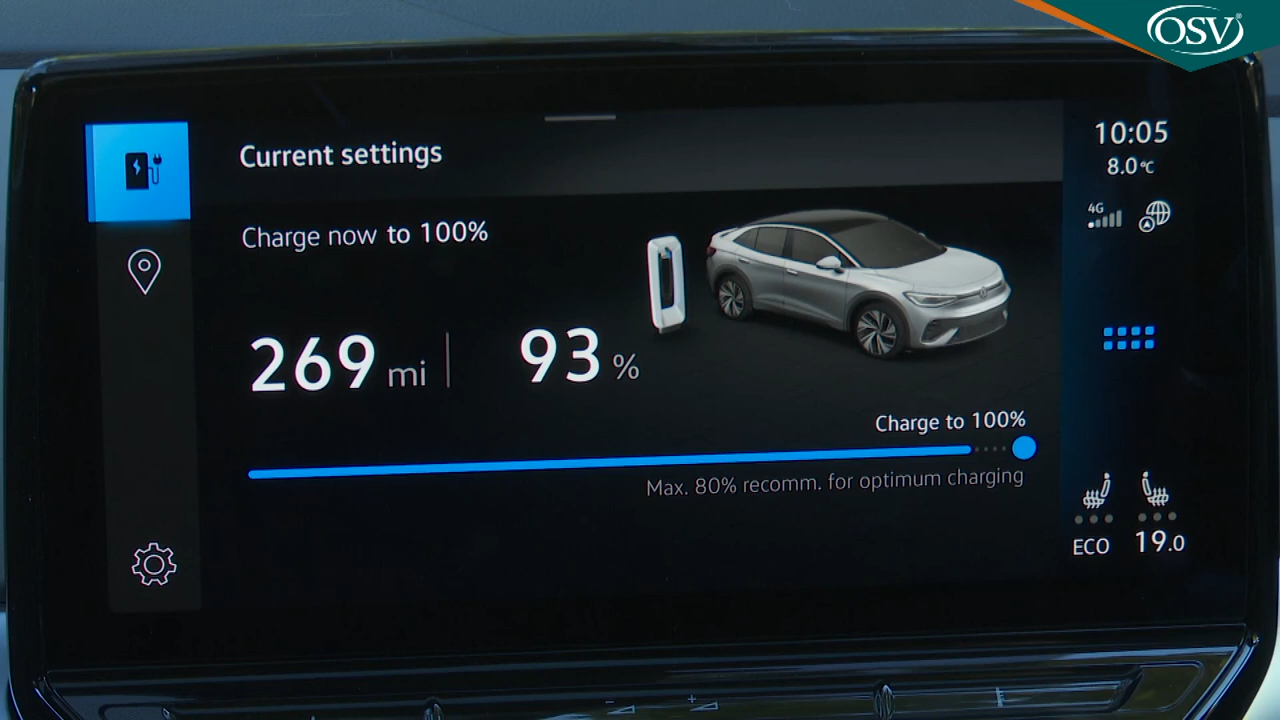 OSV®
Current settings
10:05
8.0°C
4G
Charge now to 100%
269 mi
93 %
Charge to 100%
Max. 80% recomm. for optimum charging
ECO
19.0